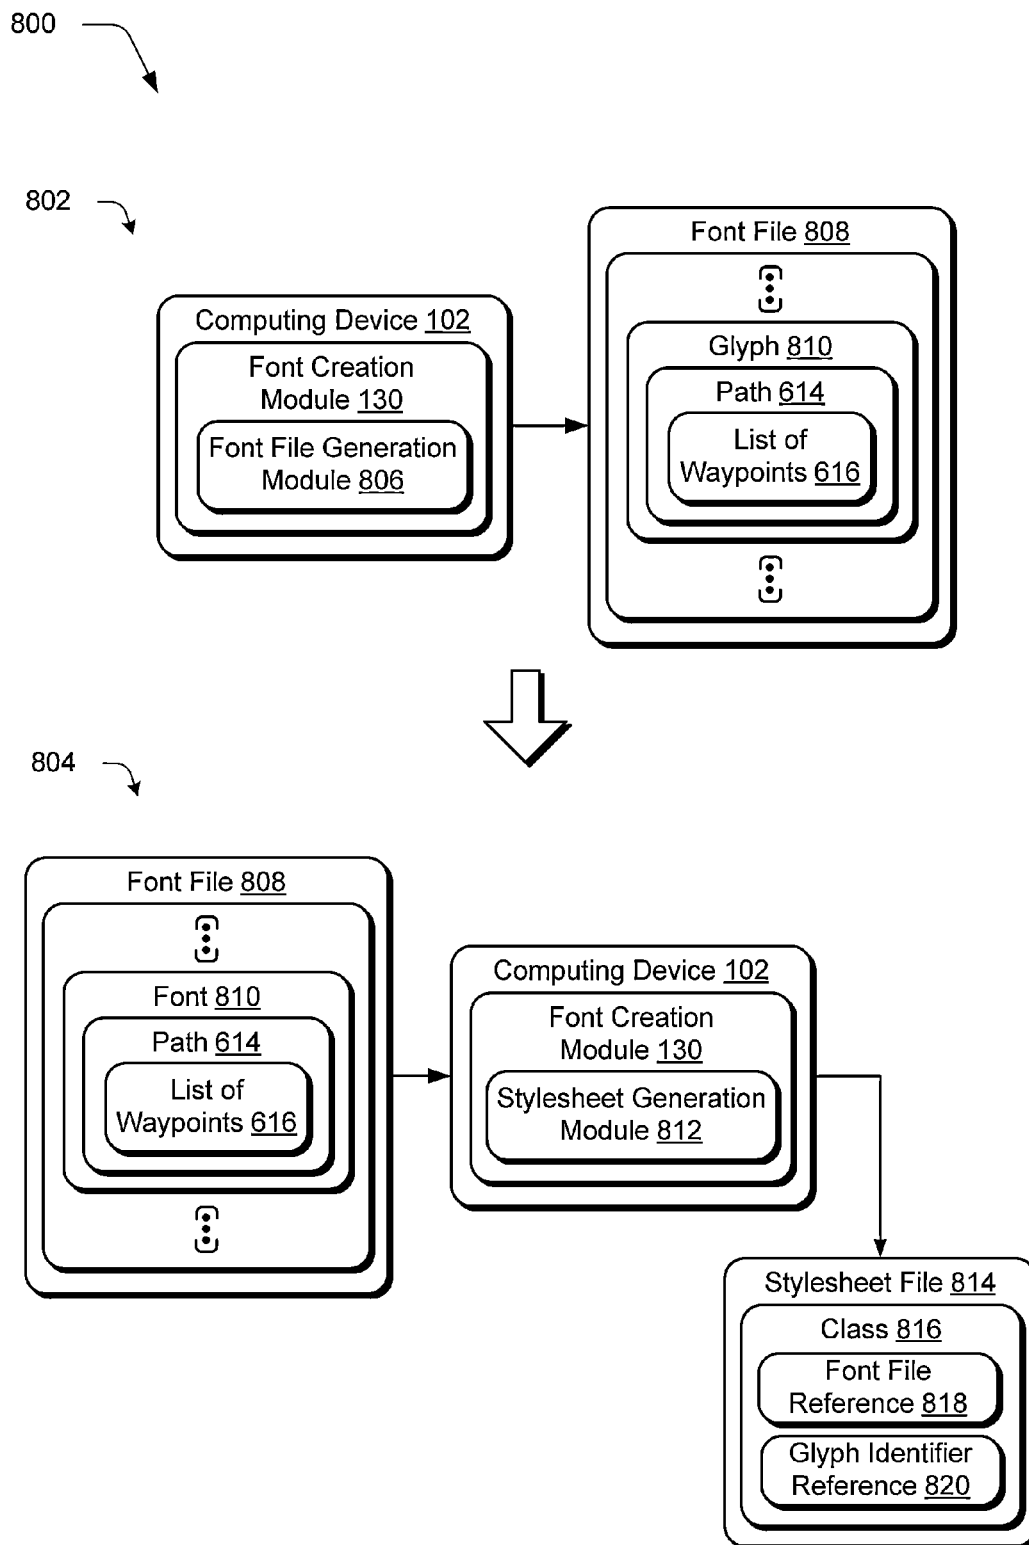 800
802
Font File 808
Computing Device 102
Font Creation
Module 130
Font File Generation
Module 806
Glyph 810
Path 614
List of
Waypoints 616
804
Font File 808
Font 810
Path 614
List of
Waypoints 616
Computing Device 102
Font Creation
Module 130
Stylesheet Generation
Module 812
Stylesheet File 814
Class 816
Font File
Reference 818
Glyph Identifier
Reference 820